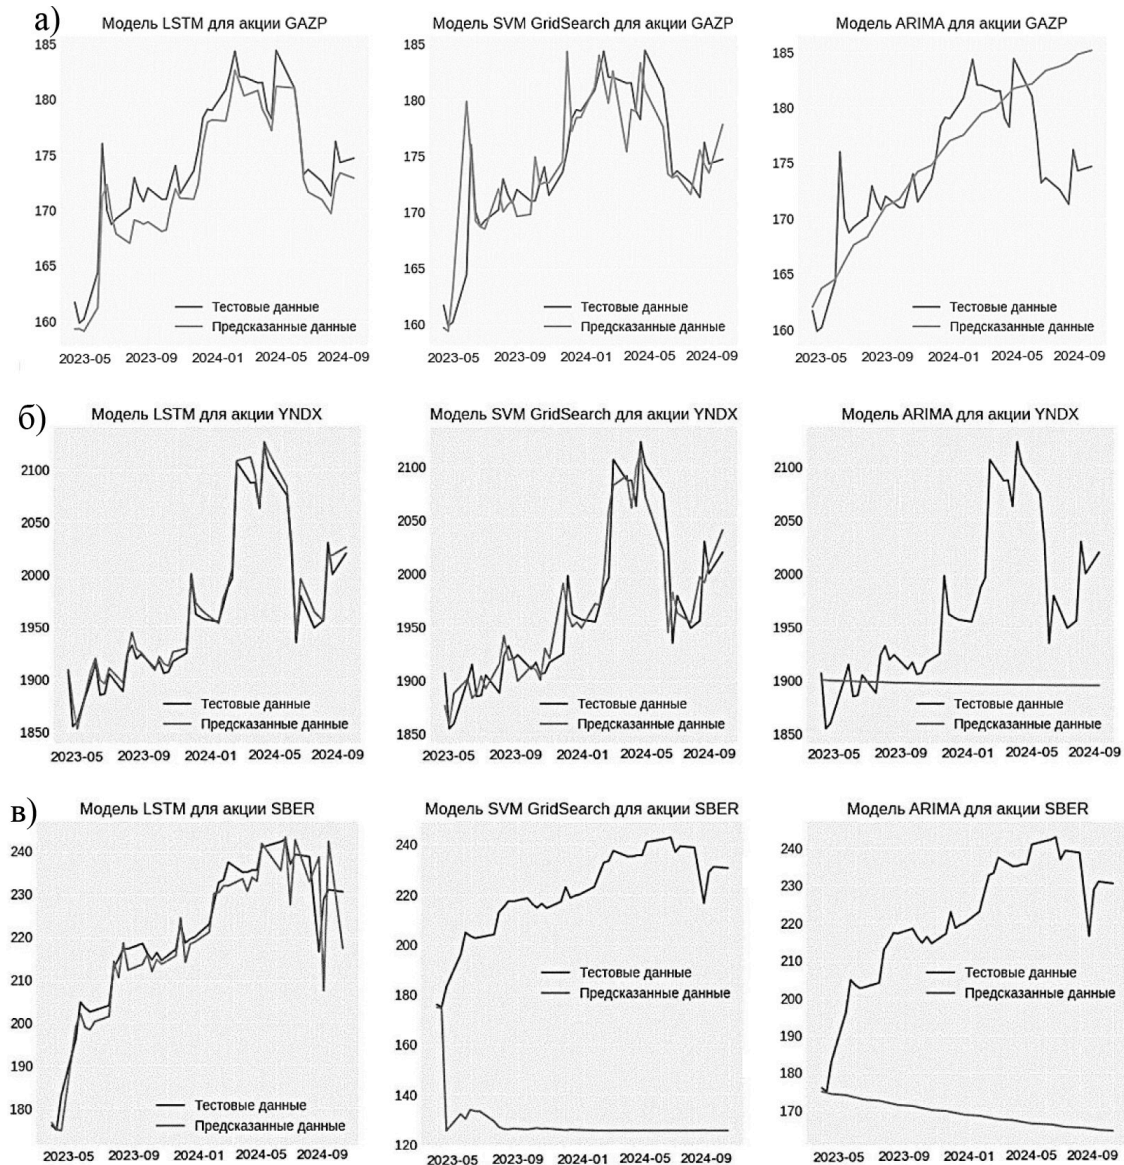 а)
Модель LSTM для акции GAZP
185
180
175
170
165
160
Тестовые данные
Предсказанные данные
2023-05 2023-09 2024-01 2024-05 2024-09
Модель SVM GridSearch для акции GAZP
185
180
175
170
165
160
Тестовые данные
Предсказанные данные
2023-05 2023-09 2024-01 2024-05 2024-09
Модель ARIMA для акции GAZP
185
180
175
170
165
160
Тестовые данные
Предсказанные данные
2023-05 2023-09 2024-01 2024-05 2024-09
б)
Модель LSTM для акции YNDX
2100
2050
2000
1950
1900
1850
Тестовые данные
Предсказанные данные
2023-05 2023-09 2024-01 2024-05 2024-09
Модель SVM GridSearch для акции YNDX
2100
2050
2000
1950
1900
1850
Тестовые данные
Предсказанные данные
2023-05 2023-09 2024-01 2024-05 2024-09
Модель ARIMA для акции YNDX
2100
2050
2000
1950
1900
1850
Тестовые данные
Предсказанные данные
2023-05 2023-09 2024-01 2024-05 2024-09
в)
Модель LSTM для акции SBER
240
230
220
210
200
190
180
Тестовые данные
Предсказанные данные
2023-05 2023-09 2024-01 2024-05 2024-09
Модель SVM GridSearch для акции SBER
240
220
200
180
160
140
120
Тестовые данные
Предсказанные данные
2023-05 2023-09 2024-01 2024-05 2024-09
Модель ARIMA для акции SBER
240
230
220
210
200
190
180
170
Тестовые данные
Предсказанные данные
2023-05 2023-09 2024-01 2024-05 2024-09